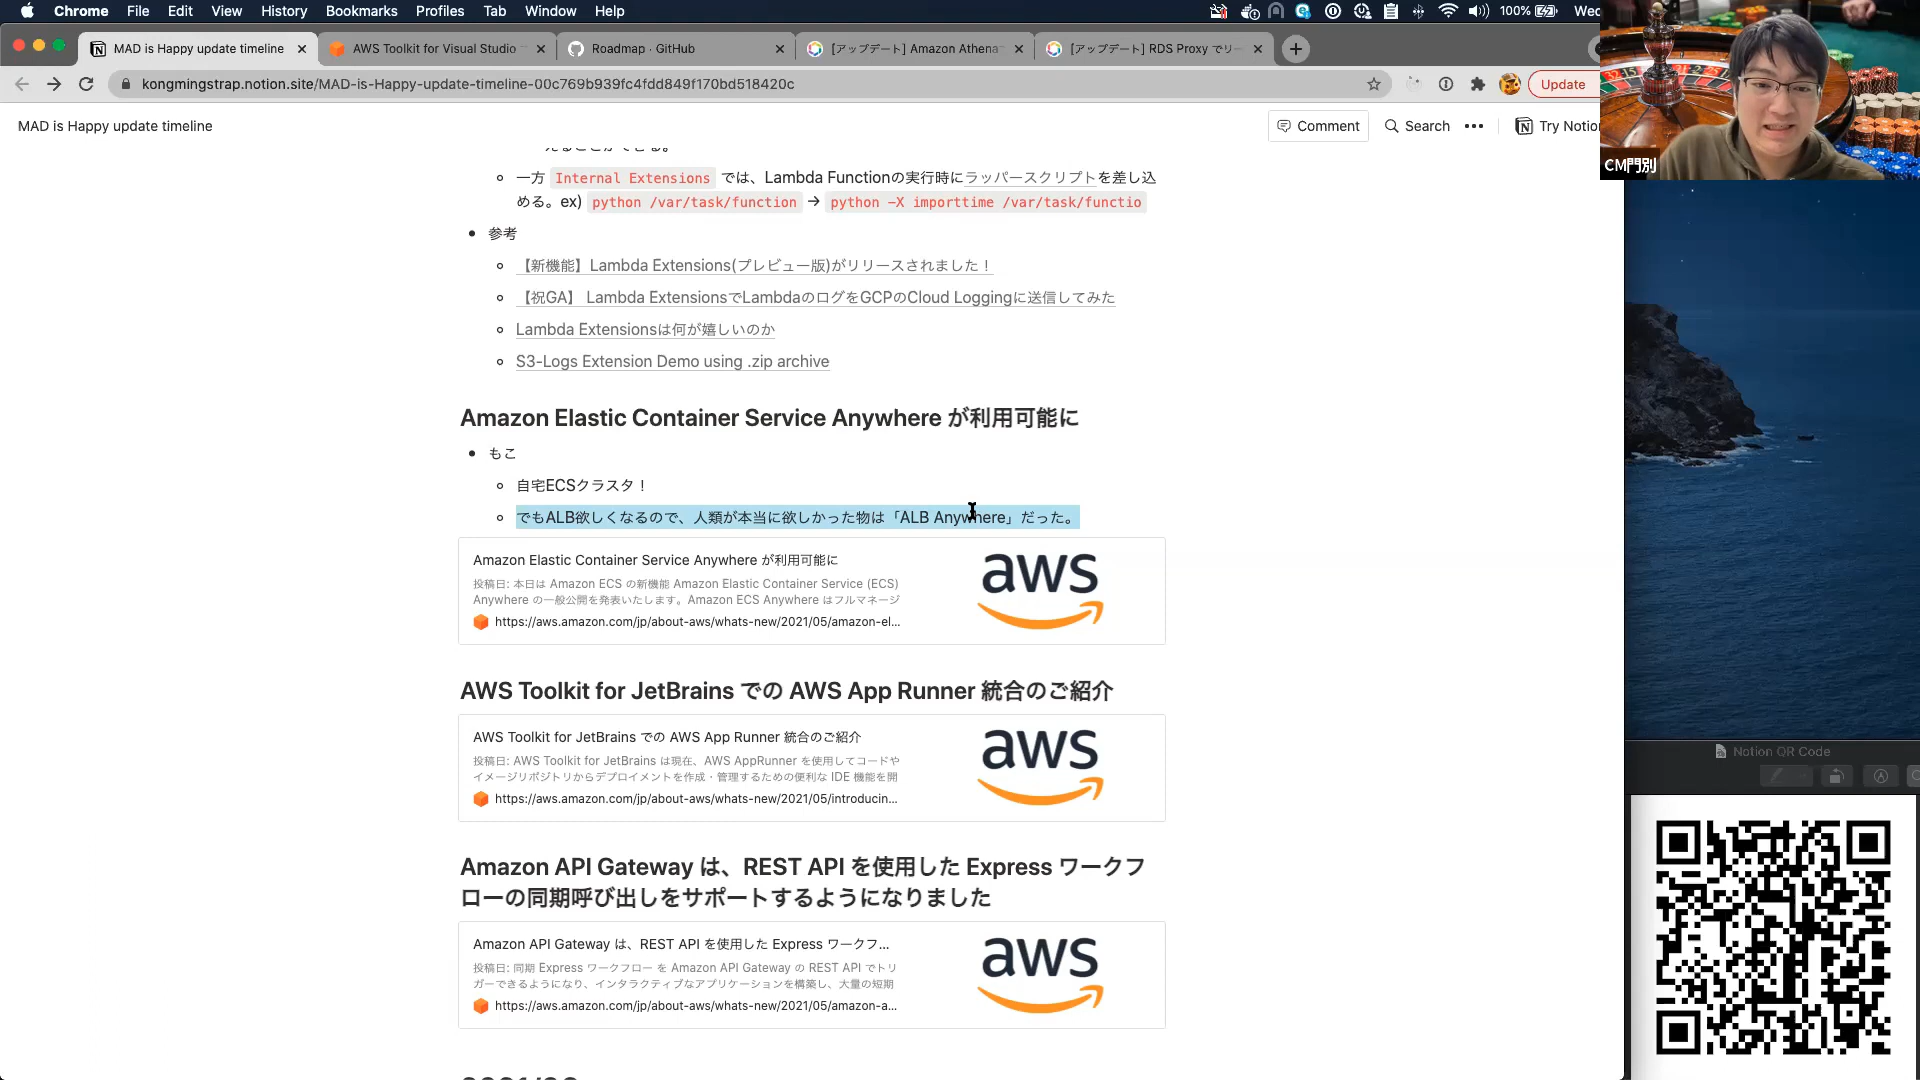 Chrome File Edit View History Bookmarks Profiles Tab Window Help
100% Wed
MAD is Happy update timeline
AWS Toolkit for Visual Studio
Roadmap · GitHub
[アップデート] Amazon Athena
[アップデート] RDS Proxy でリー
kongmingstrap.notion.site/MAD-is-Happy-update-timeline-00c769b939fc4fdd849f170bd518420c
Update
MAD is Happy update timeline
Comment Search Try Notion
CM門別
えることができる。
一方 Internal Extensions では、Lambda Functionの実行時にラッパースクリプトを差し込
める。ex) python /var/task/function → python -X importtime /var/task/functio
参考
【新機能】Lambda Extensions(プレビュー版)がリリースされました！
【祝GA】 Lambda ExtensionsでLambdaのログをGCPのCloud Loggingに送信してみた
Lambda Extensionsは何が嬉しいのか
S3-Logs Extension Demo using .zip archive
Amazon Elastic Container Service Anywhere が利用可能に
もこ
自宅ECSクラスタ！
でもALB欲しくなるので、人類が本当に欲しかった物は「ALB Anywhere」だった。
Amazon Elastic Container Service Anywhere が利用可能に
投稿日: 本日は Amazon ECS の新機能 Amazon Elastic Container Service (ECS)
Anywhere の一般公開を発表いたします。Amazon ECS Anywhere はフルマネージ
https://aws.amazon.com/jp/about-aws/whats-new/2021/05/amazon-el...
aws
AWS Toolkit for JetBrains での AWS App Runner 統合のご紹介
AWS Toolkit for JetBrains での AWS App Runner 統合のご紹介
投稿日: AWS Toolkit for JetBrains は現在、AWS AppRunner を使用してコードや
イメージリポジトリからデプロイメントを作成・管理するための便利な IDE 機能を開
https://aws.amazon.com/jp/about-aws/whats-new/2021/05/introducin...
aws
Amazon API Gateway は、REST API を使用した Express ワークフ
ローの同期呼び出しをサポートするようになりました
Amazon API Gateway は、REST API を使用した Express ワークフ...
投稿日: 同期 Express ワークフロー を Amazon API Gateway の REST API でトリ
ガーできるようになり、インタラクティブなアプリケーションを構築し、大量の短期
https://aws.amazon.com/jp/about-aws/whats-new/2021/05/amazon-a...
aws
Notion QR Code